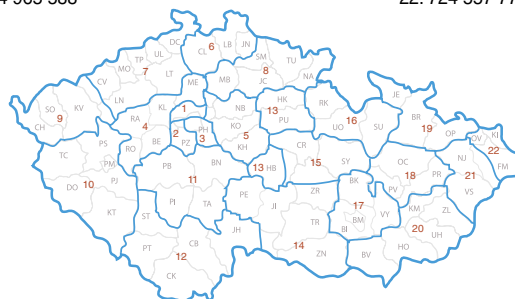 4 905 588
22. 724 557 77
DC
6 LB JN
UL CL
TP SM TU
MO 7 LT 8
CV ME MB JC NA
LN JE
SO KV KL 1 NB HK RK
9 RA 13 16 BR
CH 4 2 PH KO PU UO SU 19 OP KI
PS RO BE PZ 3 5 OV 22
TC KH CR NJ FM
PM PB BN 13 HB 15 SY OC
DO 10 PJ 11 BK PV 18 PR 21
KT PI TA PE ZR 17 VS
ST JI BM VY KM ZL
PT CB JH TR BI 20 UH
12 14 HO
CK ZN BV